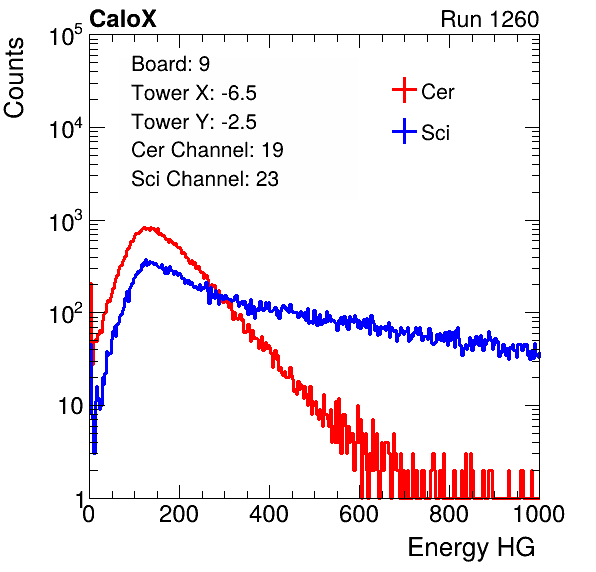 CaloX Run 1260
Counts
10^5
10^4
10^3
10^2
10
1
Board: 9
Tower X: -6.5
Tower Y: -2.5
Cer Channel: 19
Sci Channel: 23
Cer
Sci
0 200 400 600 800 1000
Energy HG